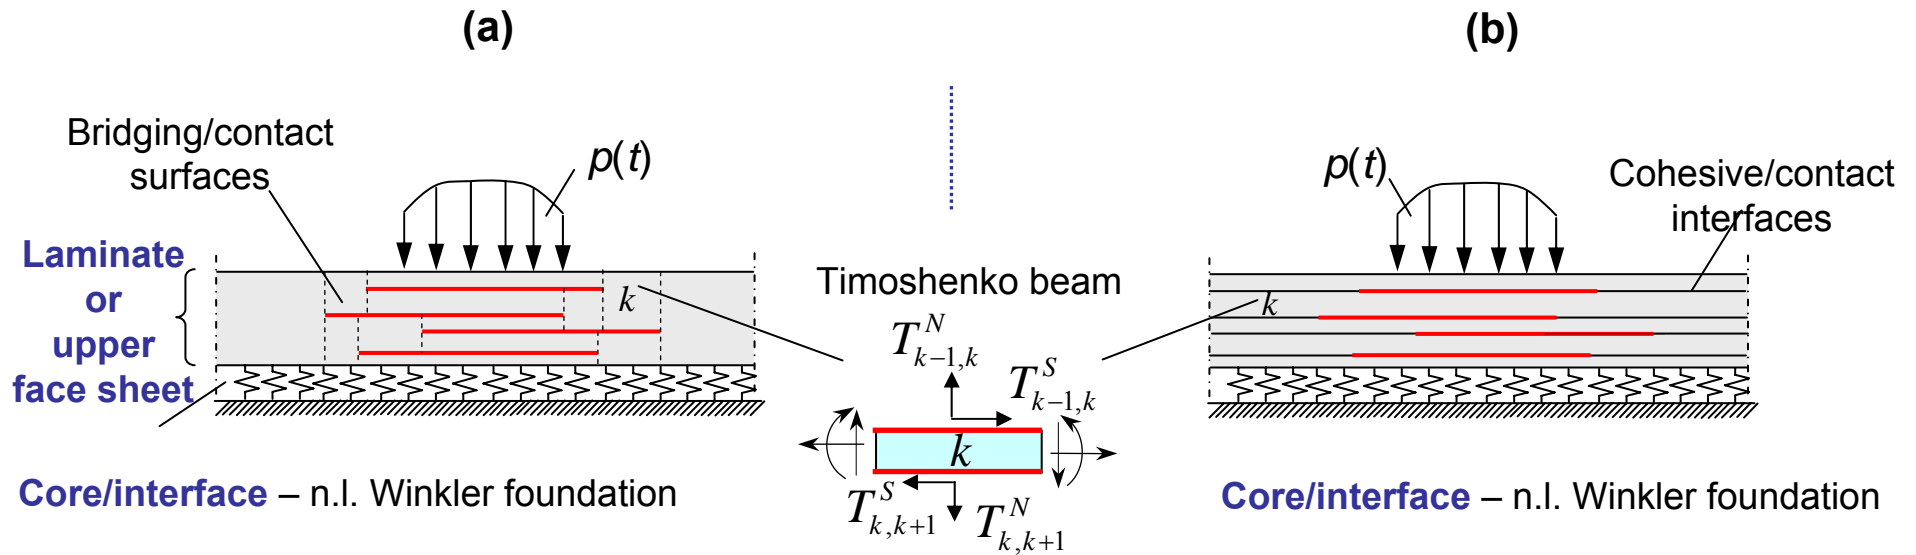 (a)
(b)
Bridging/contact
surfaces
p(t)
p(t)
Cohesive/contact
interfaces
Laminate
or
upper
face sheet
k
Timoshenko beam
k
T^N_{k−1,k}
T^S_{k−1,k}
k
T^S_{k,k+1}
T^N_{k,k+1}
Core/interface – n.l. Winkler foundation
Core/interface – n.l. Winkler foundation